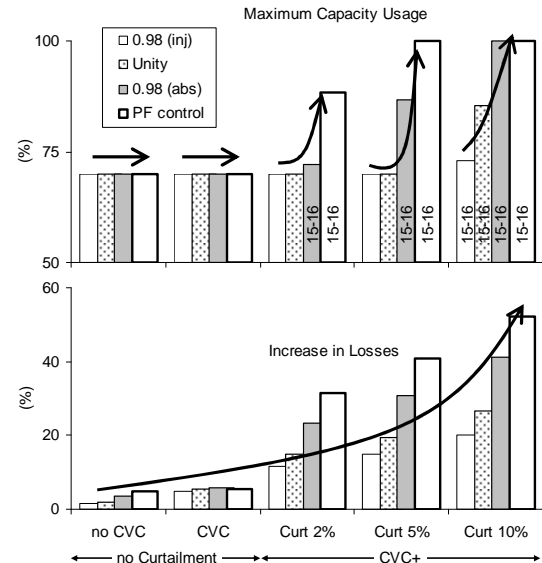 Maximum Capacity Usage
100
75
50
(%)
0.98 (inj)
Unity
0.98 (abs)
PF control
15-16
15-16
15-16
15-16
15-16
15-16
15-16
15-16
Increase in Losses
60
40
20
0
(%)
no CVC
CVC
Curt 2%
Curt 5%
Curt 10%
no Curtailment
CVC+